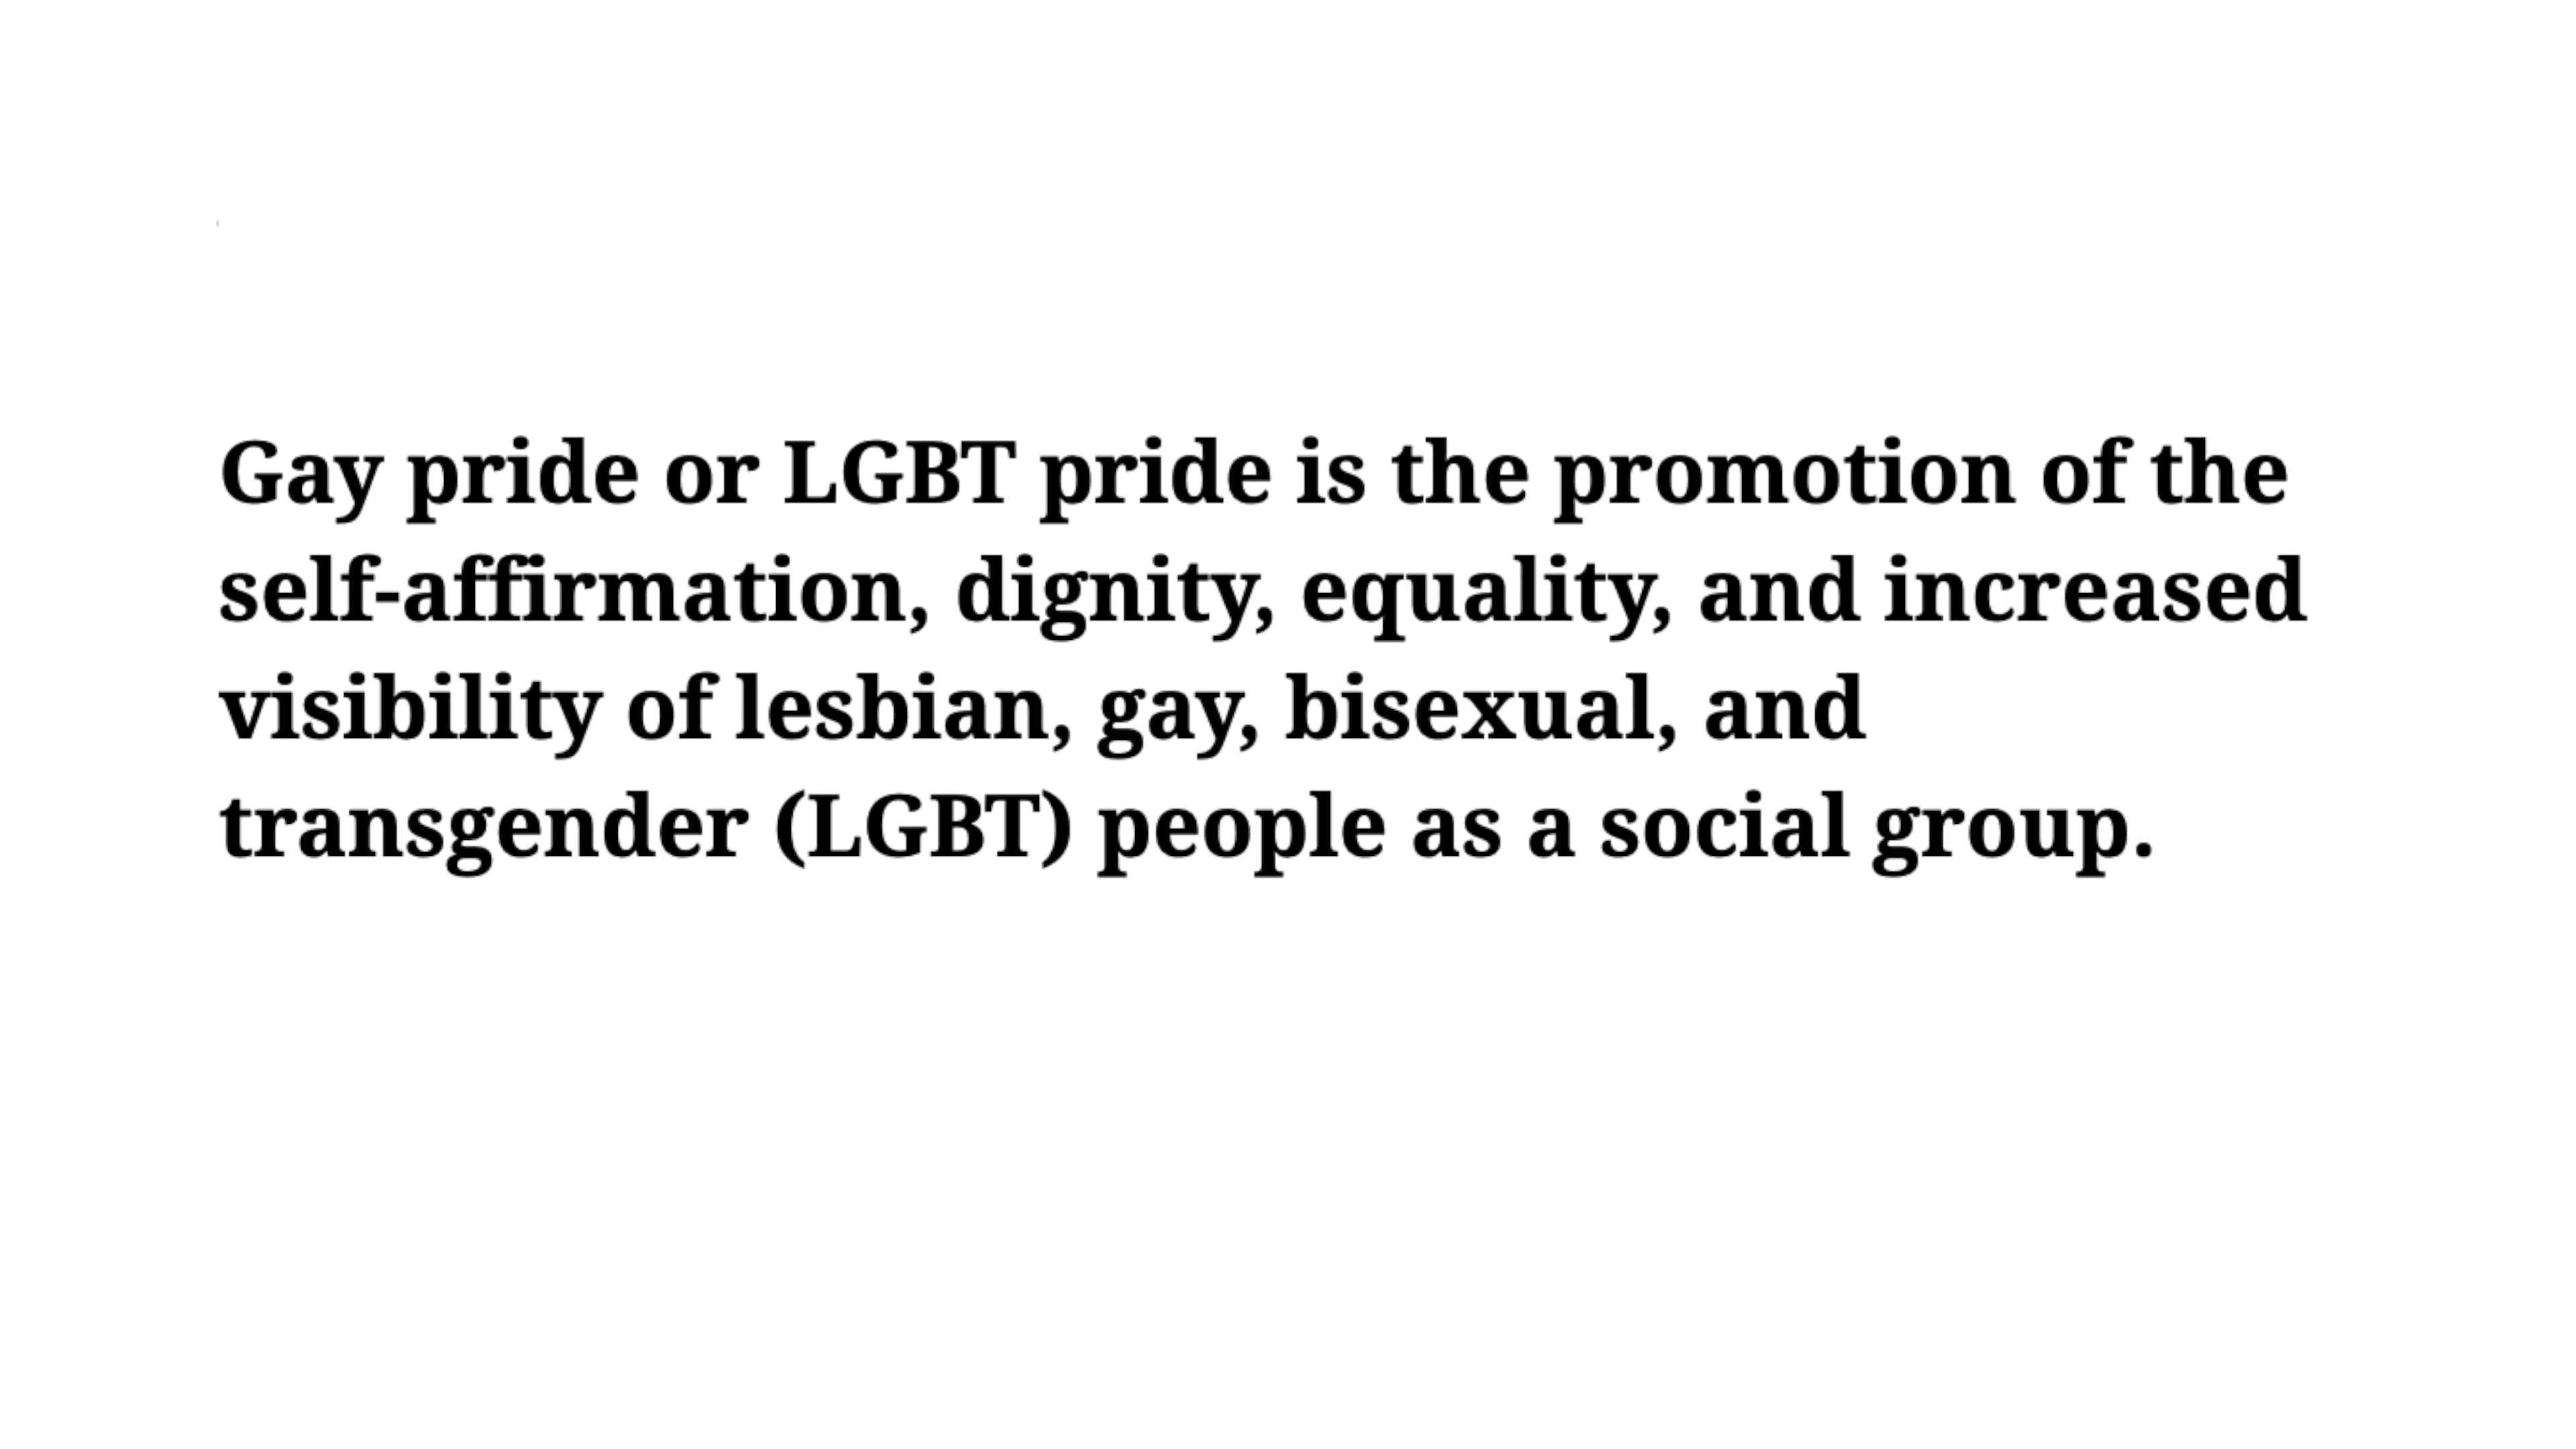 Gay pride or LGBT pride is the promotion of the
self-affirmation, dignity, equality, and increased
visibility of lesbian, gay, bisexual, and
transgender (LGBT) people as a social group.